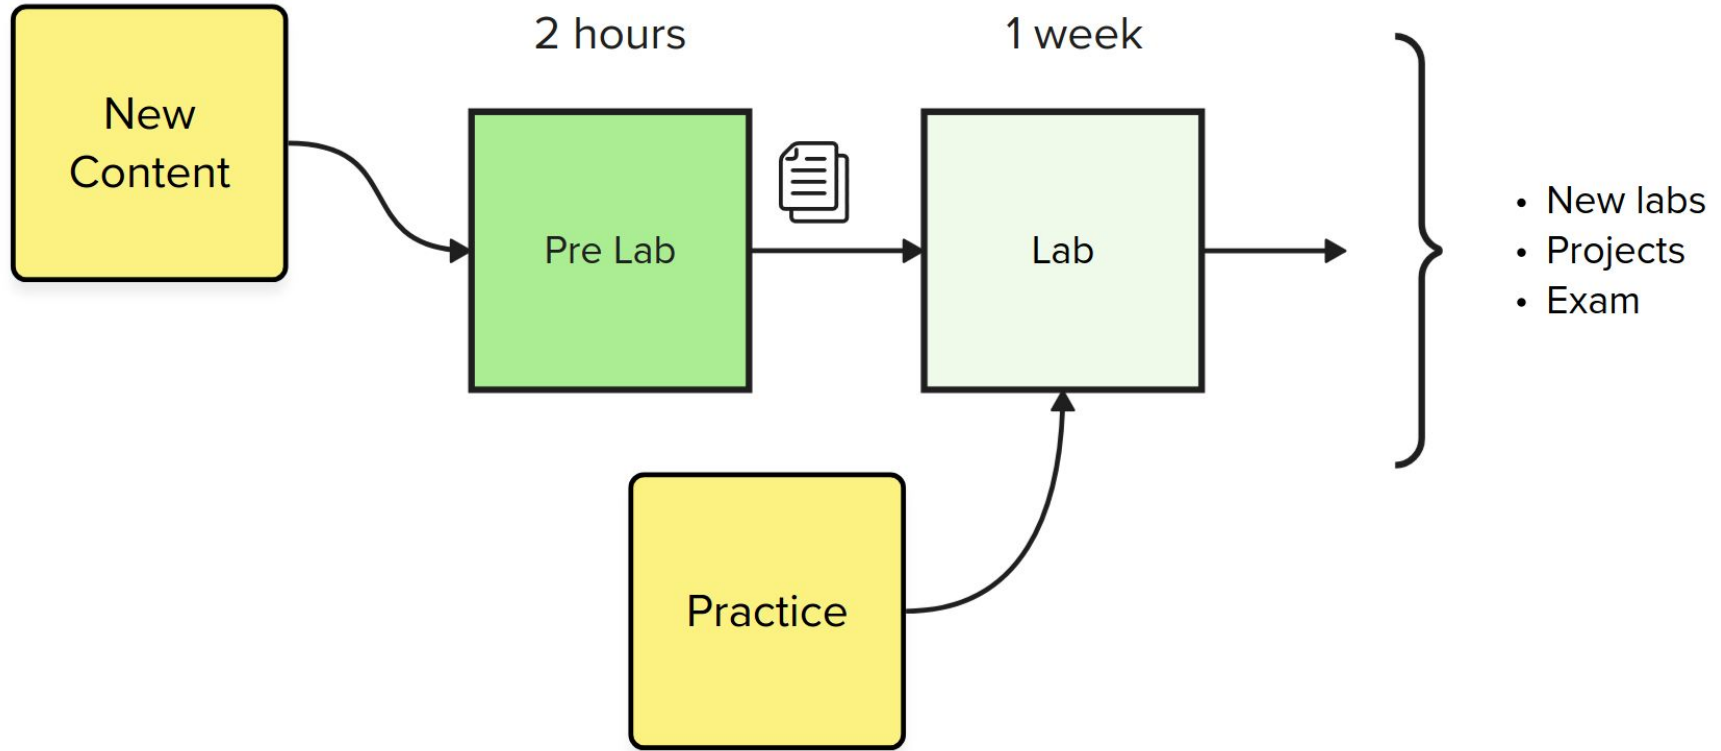 New
Content
2 hours
1 week
Pre Lab
Lab
• New labs
• Projects
• Exam
Practice